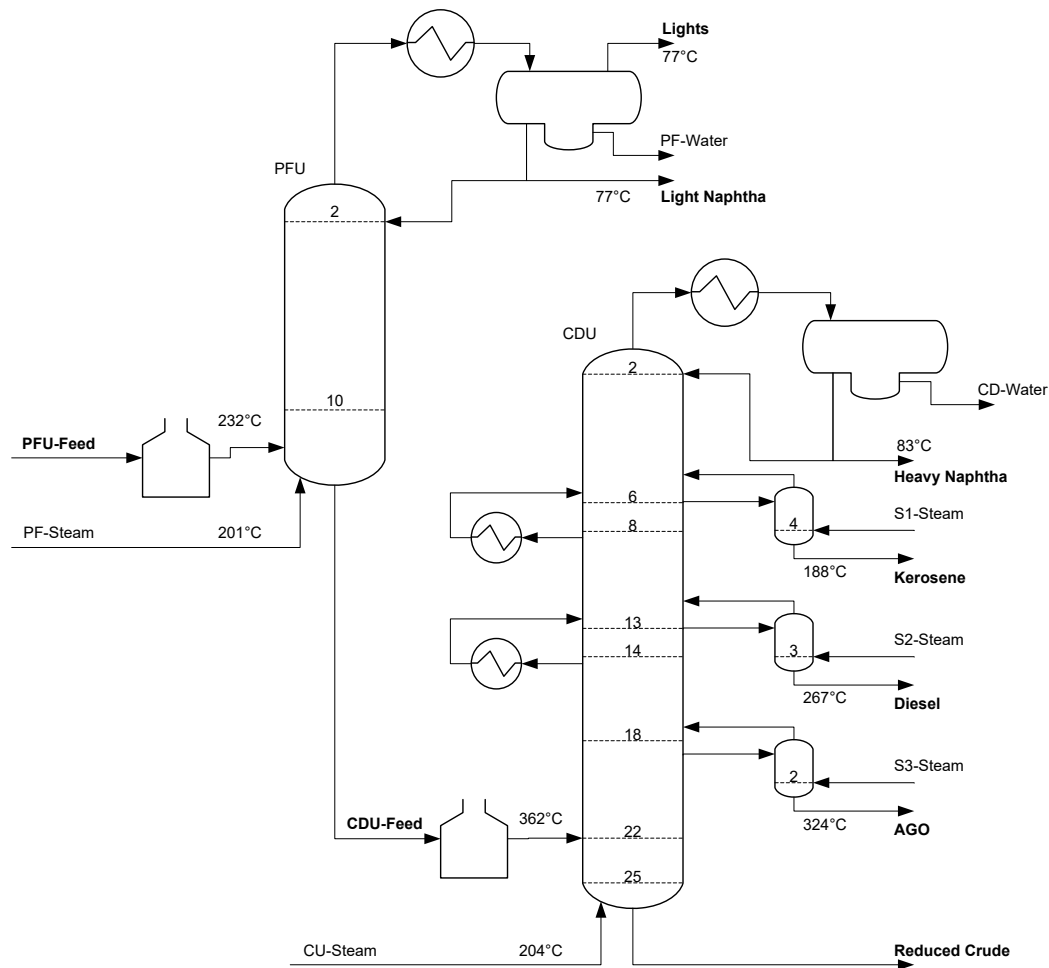 Lights
77°C
PF-Water
PFU
77°C
Light Naphtha
2
CDU
2
CD-Water
10
232°C
PFU-Feed
83°C
Heavy Naphtha
6
4
S1-Steam
8
PF-Steam
201°C
188°C
Kerosene
13
S2-Steam
14
3
267°C
Diesel
18
S3-Steam
2
CDU-Feed
362°C
22
324°C
AGO
25
CU-Steam
204°C
Reduced Crude